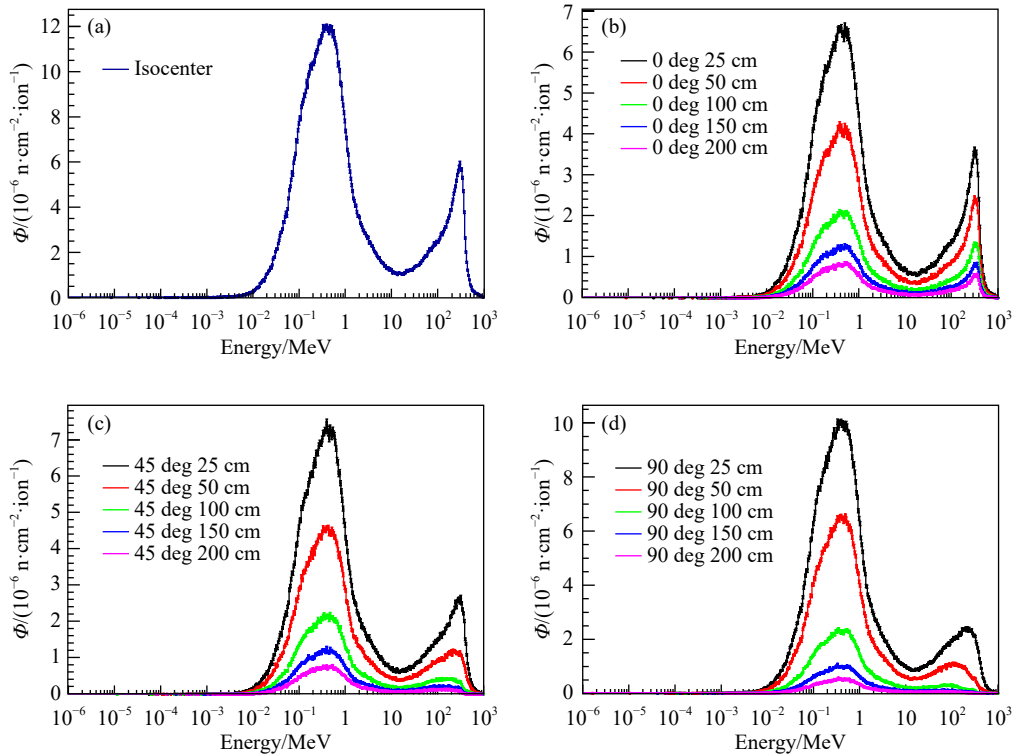 (a)
Isocenter
Φ/(10⁻⁶ n·cm⁻²·ion⁻¹)
12
10
8
6
4
2
0
10⁻⁶ 10⁻⁵ 10⁻⁴ 10⁻³ 10⁻² 10⁻¹ 1 10 10² 10³
Energy/MeV
(b)
0 deg 25 cm
0 deg 50 cm
0 deg 100 cm
0 deg 150 cm
0 deg 200 cm
Φ/(10⁻⁶ n·cm⁻²·ion⁻¹)
7
6
5
4
3
2
1
0
10⁻⁶ 10⁻⁵ 10⁻⁴ 10⁻³ 10⁻² 10⁻¹ 1 10 10² 10³
Energy/MeV
(c)
45 deg 25 cm
45 deg 50 cm
45 deg 100 cm
45 deg 150 cm
45 deg 200 cm
Φ/(10⁻⁶ n·cm⁻²·ion⁻¹)
7
6
5
4
3
2
1
0
10⁻⁶ 10⁻⁵ 10⁻⁴ 10⁻³ 10⁻² 10⁻¹ 1 10 10² 10³
Energy/MeV
(d)
90 deg 25 cm
90 deg 50 cm
90 deg 100 cm
90 deg 150 cm
90 deg 200 cm
Φ/(10⁻⁶ n·cm⁻²·ion⁻¹)
10
8
6
4
2
0
10⁻⁶ 10⁻⁵ 10⁻⁴ 10⁻³ 10⁻² 10⁻¹ 1 10 10² 10³
Energy/MeV